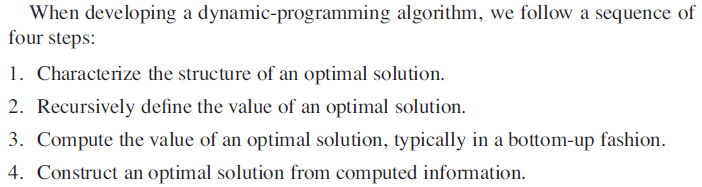 When developing a dynamic-programming algorithm, we follow a sequence of
four steps:
1. Characterize the structure of an optimal solution.
2. Recursively define the value of an optimal solution.
3. Compute the value of an optimal solution, typically in a bottom-up fashion.
4. Construct an optimal solution from computed information.